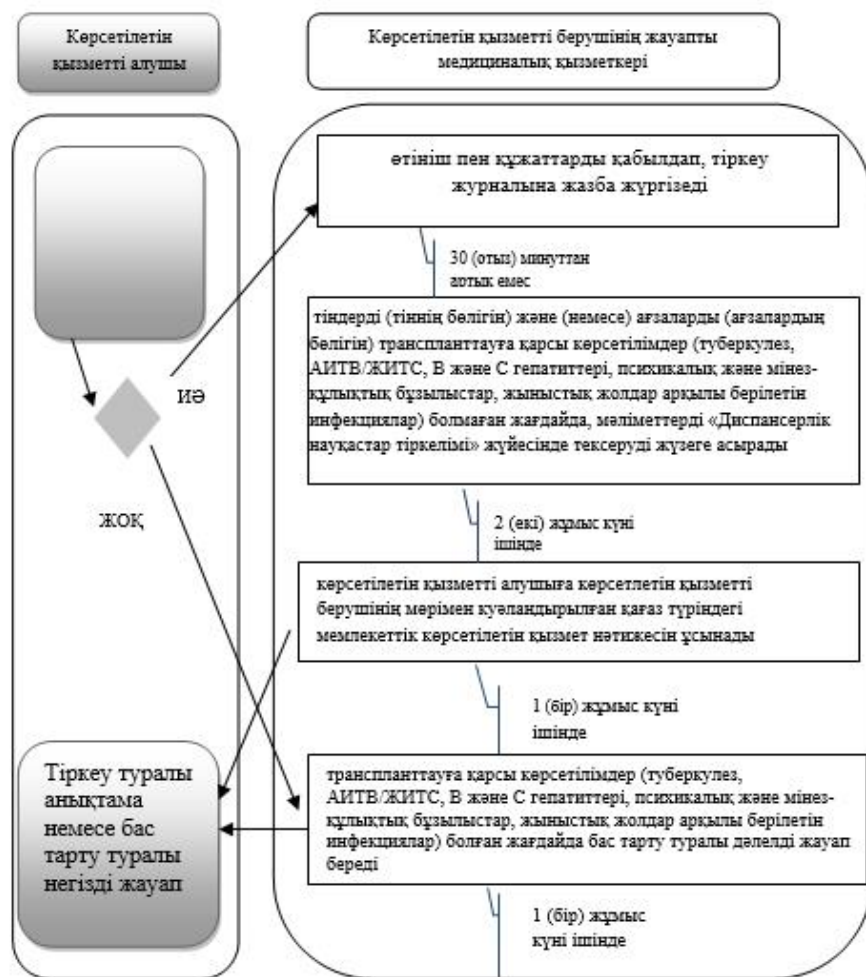 Көрсетілетін
қызметті алушы
Көрсетілетін қызметті берушінің жауапты
медициналық қызметкері
өтініш пен құжаттарды қабылдап, тіркеу
журналына жазба жүргізеді
30 (отыз) минуттан
артық емес
тіндерді (тіннің бөлігін) және (немесе) ағзаларды (ағзалардың
бөлігін) трансплантауға қарсы көрсетілімдер (туберкулез,
АИТВ/ЖИТС, В және С гепатиттері, психикалық және мінез-
құлықтық бұзылыстар, жыныстық жолдар арқылы берілетін
инфекциялар) болмаған жағдайда, мәліметтерді «Диспансерлік
науқастар тіркелімі» жүйесінде тексеруді жүзеге асырады
ИӘ
ЖОҚ
2 (екі) жұмыс күні
ішінде
көрсетілетін қызметті алушыға көрсетлетін қызметті
берушінің мөрімен куәландырылған қағаз түріндегі
мемлекеттік көрсетілетін қызмет нәтижесін ұсынады
1 (бір) жұмыс күні
ішінде
Тіркеу туралы
анықтама
немесе бас
тарту туралы
негізді жауап
трансплантауға қарсы көрсетілімдер (туберкулез,
АИТВ/ЖИТС, В және С гепатиттері, психикалық және мінез-
құлықтық бұзылыстар, жыныстық жолдар арқылы берілетін
инфекциялар) болған жағдайда бас тарту туралы дәлелді жауап
береді
1 (бір) жұмыс
күні ішінде